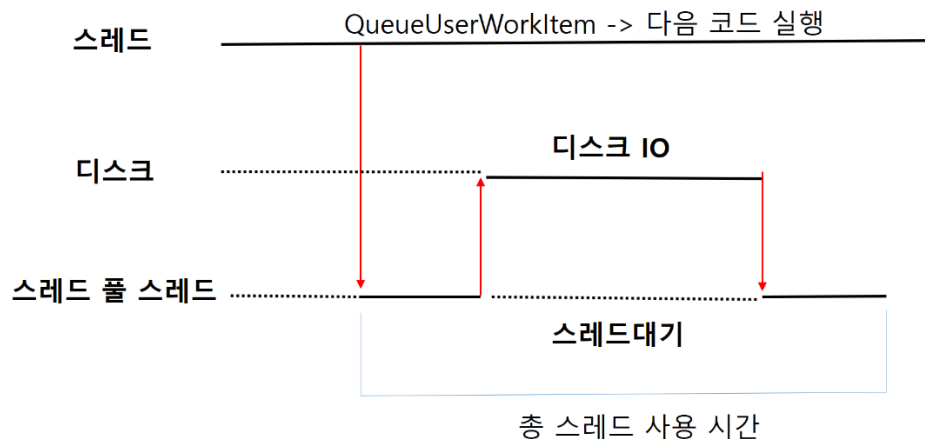 QueueUserWorkItem -> 다음 코드 실행
스레드
디스크 IO
디스크
스레드 풀 스레드
스레드대기
총 스레드 사용 시간